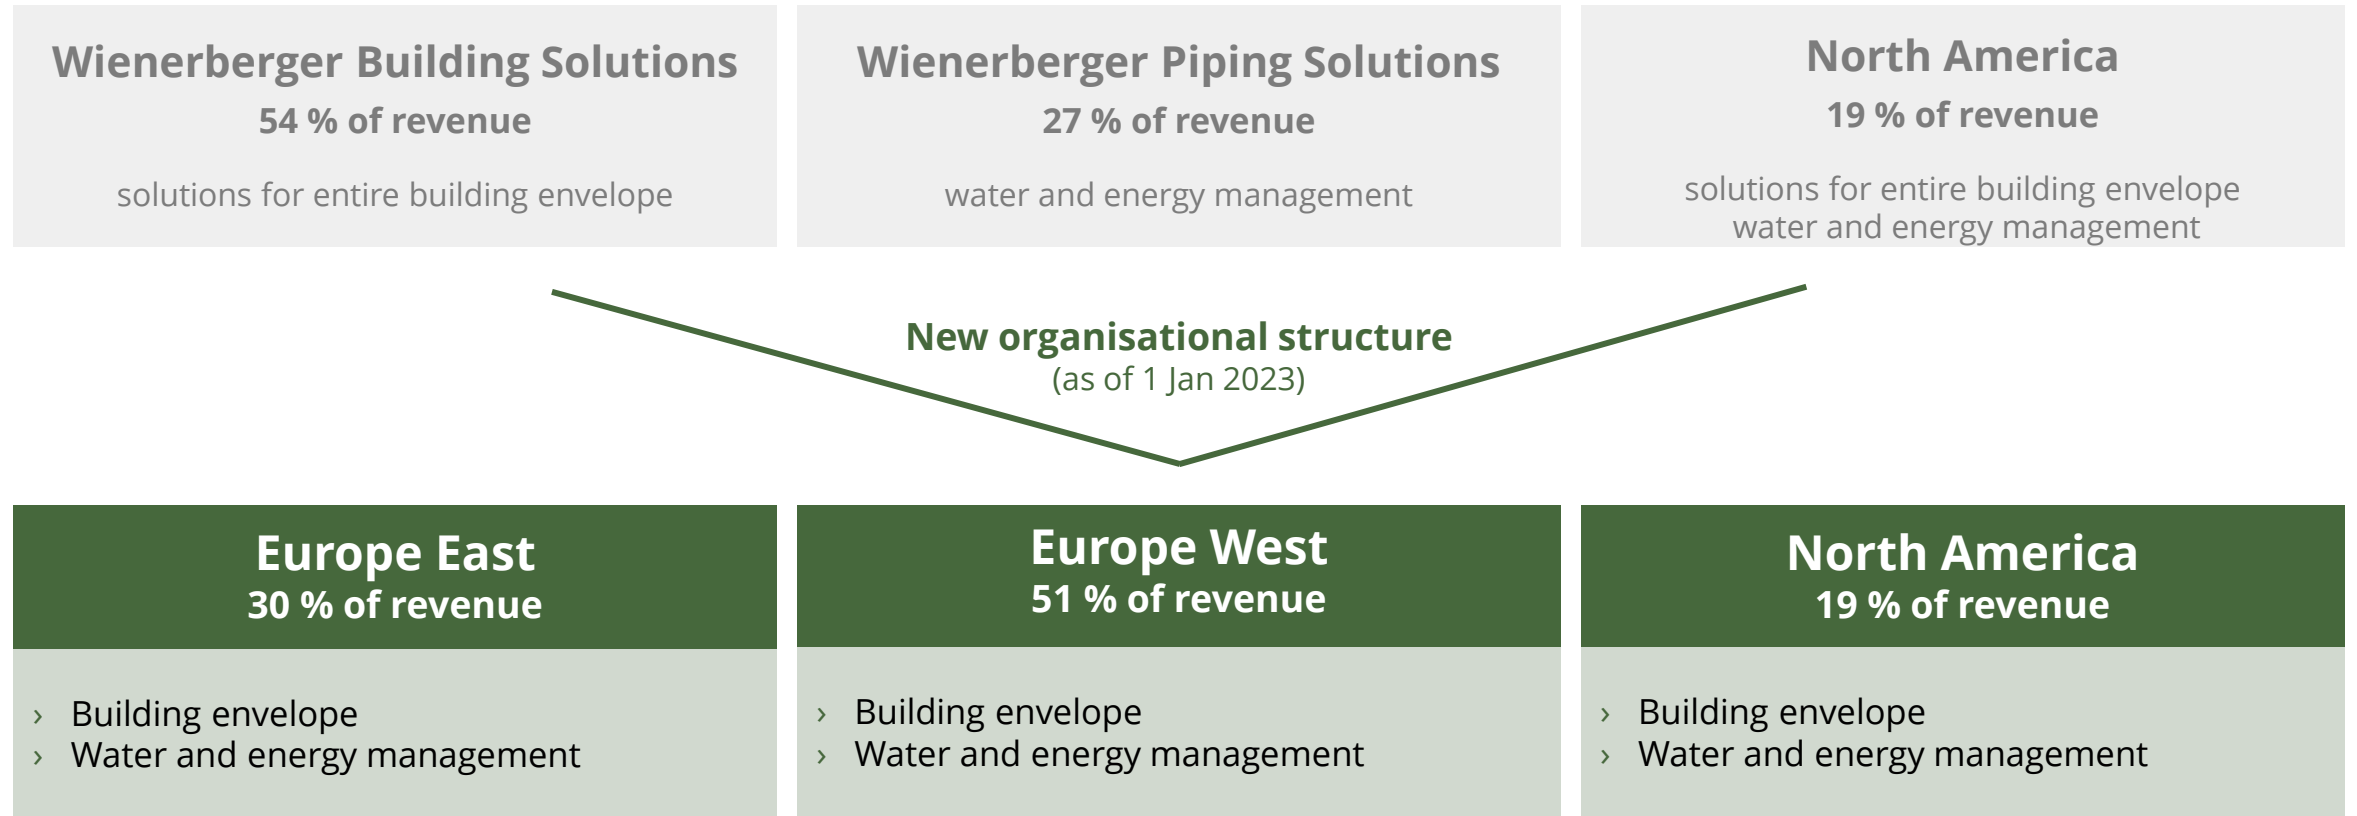 Wienerberger Building Solutions
54 % of revenue
solutions for entire building envelope
Wienerberger Piping Solutions
27 % of revenue
water and energy management
North America
19 % of revenue
solutions for entire building envelope
water and energy management
New organisational structure
(as of 1 Jan 2023)
Europe East
30 % of revenue
› Building envelope
› Water and energy management
Europe West
51 % of revenue
› Building envelope
› Water and energy management
North America
19 % of revenue
› Building envelope
› Water and energy management